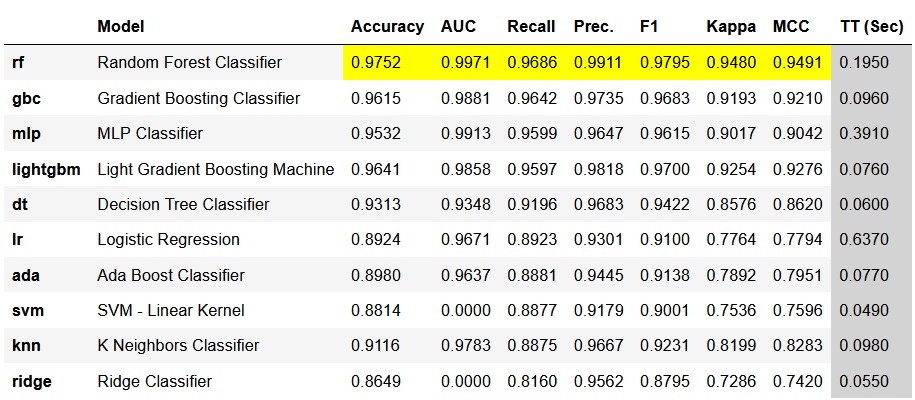 Model Accuracy AUC Recall Prec. F1 Kappa MCC TT (Sec)
rf Random Forest Classifier 0.9752 0.9971 0.9686 0.9911 0.9795 0.9480 0.9491 0.1950
gbc Gradient Boosting Classifier 0.9615 0.9881 0.9642 0.9735 0.9683 0.9193 0.9210 0.0960
mlp MLP Classifier 0.9532 0.9913 0.9599 0.9647 0.9615 0.9017 0.9042 0.3910
lightgbm Light Gradient Boosting Machine 0.9641 0.9858 0.9597 0.9818 0.9700 0.9254 0.9276 0.0760
dt Decision Tree Classifier 0.9313 0.9348 0.9196 0.9683 0.9422 0.8576 0.8620 0.0600
lr Logistic Regression 0.8924 0.9671 0.8923 0.9301 0.9100 0.7764 0.7794 0.6370
ada Ada Boost Classifier 0.8980 0.9637 0.8881 0.9445 0.9138 0.7892 0.7951 0.0770
svm SVM - Linear Kernel 0.8814 0.0000 0.8877 0.9179 0.9001 0.7536 0.7596 0.0490
knn K Neighbors Classifier 0.9116 0.9783 0.8875 0.9667 0.9231 0.8199 0.8283 0.0980
ridge Ridge Classifier 0.8649 0.0000 0.8160 0.9562 0.8795 0.7286 0.7420 0.0550